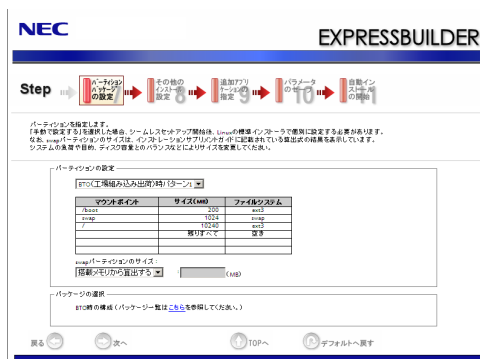 NEC
EXPRESSBUILDER
Step
パーティション
パッケージ
の設定
7
その他の
インストール
設定
8
追加アプリ
ケーションの
指定
9
パラメータ
のセーブ
10
自動イン
ストール
の開始
11
パーティションを指定します。
「手動で設定する」を選択した場合、シームレスセットアップ開始後、Linuxの標準インストーラで個別に設定する必要があります。
なお、swapパーティションのサイズは、インストレーションサプリメントガイドに記載されている算出式の結果を表示しています。
システムの負荷や目的、ディスク容量とのバランスなどによりサイズを変更してください。
パーティションの設定
BTO(工場組み込み出荷)時パターン1
マウントポイント サイズ(MB) ファイルシステム
/boot 200 ext3
swap 1024 swap
/ 10240 ext3
残りすべて 空き
swapパーティションのサイズ:
搭載メモリから算出する (MB)
パッケージの選択
BTO時の構成(パッケージ一覧はこちらを参照してください。)
戻る 次へ TOPへ デフォルトへ戻す